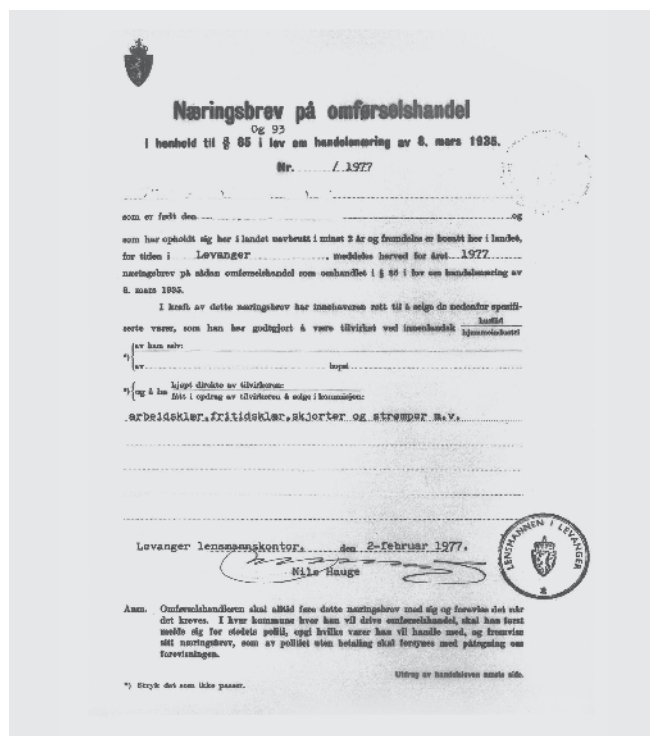 Næringsbrev på omførselshandel
Og 93
I henhold til § 85 i lov om handelsnæring av 8. mars 1935.
Nr. / 1977
som er født den og
som har opholdt sig her i landet uavbrutt i minst 2 år og fremdeles er bosatt her i landet,
for tiden i Levanger, meddeles herved for året 1977
næringsbrev på sådan omførselshandel som omhandlet i § 85 i lov om handelsnæring av
8. mars 1935.
I kraft av dette næringsbrev har innehaveren rett til å selge de nedenfor spesifi-
serte varer, som han har godtgjort å være tilvirket ved innenlandsk husflid
hjemmeindustri
av ham selv:
*) av bopel
kjøpt direkte av tilvirkeren:
*) og å ha
fått i opdrag av tilvirkeren å selge i kommisjon:
arbeidsklær,fritidsklær,skjorter og strømper m.v.
Levanger lensmannskontor, den 2-februar 1977.
Nils Hauge
LENSMANNEN I LEVANGER
2
Anm. Omførselshandleren skal alltid føre dette næringsbrev med sig og forevise det når
det kreves. I hver kommune hvor han vil drive omførselshandel, skal han først
melde sig for stedets politi, opgi hvilke varer han vil handle med, og fremvise
sitt næringsbrev, som av politiet uten betaling skal forsynes med påtegning om
forevisningen.
Utdrag av handelsloven næste side.
*) Stryk det som ikke passer.